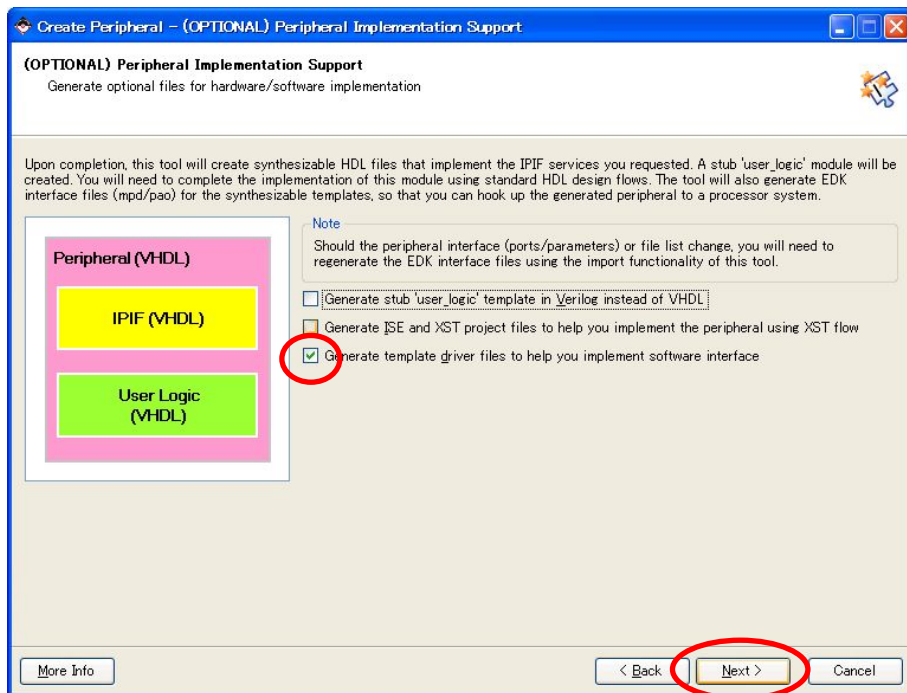 Create Peripheral - (OPTIONAL) Peripheral Implementation Support
(OPTIONAL) Peripheral Implementation Support
Generate optional files for hardware/software implementation
Upon completion, this tool will create synthesizable HDL files that implement the IPIF services you requested. A stub 'user_logic' module will be
created. You will need to complete the implementation of this module using standard HDL design flows. The tool will also generate EDK
interface files (mpd/pao) for the synthesizable templates, so that you can hook up the generated peripheral to a processor system.
Peripheral (VHDL)
IPIF (VHDL)
User Logic
(VHDL)
Note
Should the peripheral interface (ports/parameters) or file list change, you will need to
regenerate the EDK interface files using the import functionality of this tool.
Generate stub 'user_logic' template in Verilog instead of VHDL
Generate ISE and XST project files to help you implement the peripheral using XST flow
Generate template driver files to help you implement software interface
More Info
< Back
Next >
Cancel